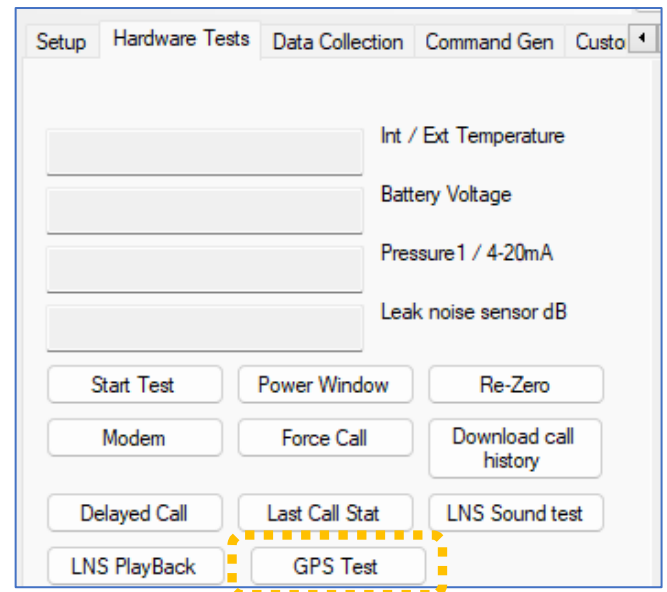 Setup Hardware Tests Data Collection Command Gen Custo
Int / Ext Temperature
Battery Voltage
Pressure1 / 4-20mA
Leak noise sensor dB
Start Test Power Window Re-Zero
Modem Force Call Download call
history
Delayed Call Last Call Stat LNS Sound test
LNS PlayBack GPS Test